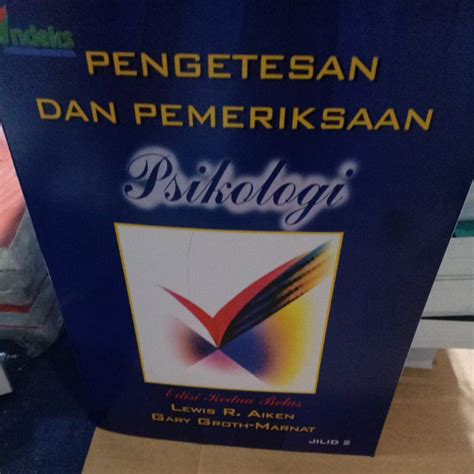 indeks
PENGETESAN
DAN PEMERIKSAAN
Psikologi
Edisi Kedua Belas
LEWIS R. AIKEN
GARY GROTH-MARNAT
JILID 2